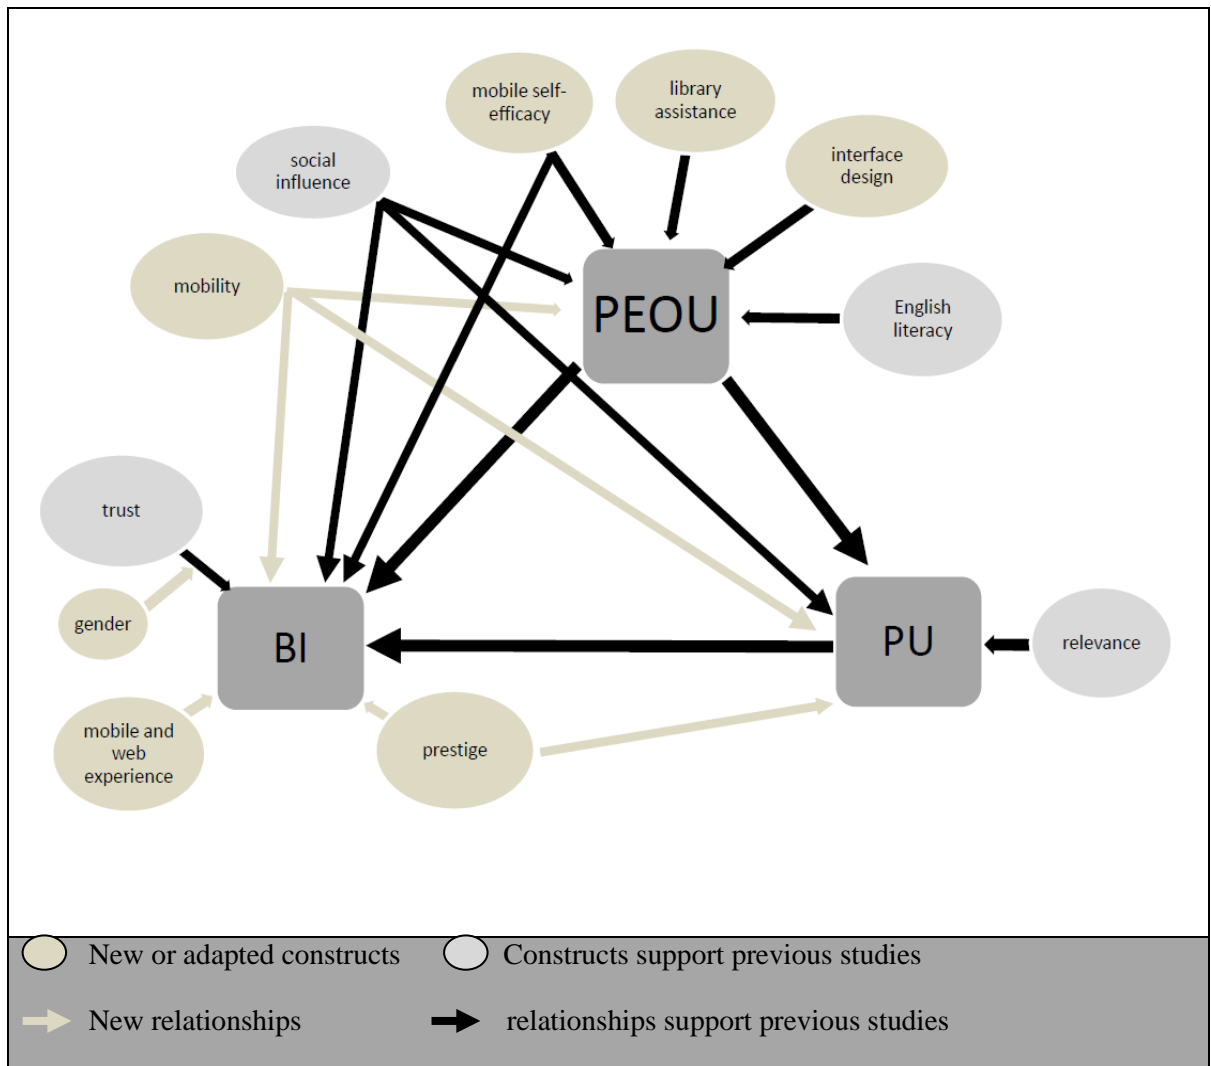 mobile self-
efficacy
library
assistance
interface
design
social
influence
mobility
PEOU
English
literacy
trust
gender
BI
PU
relevance
mobile and
web
experience
prestige
New or adapted constructs
Constructs support previous studies
New relationships
relationships support previous studies